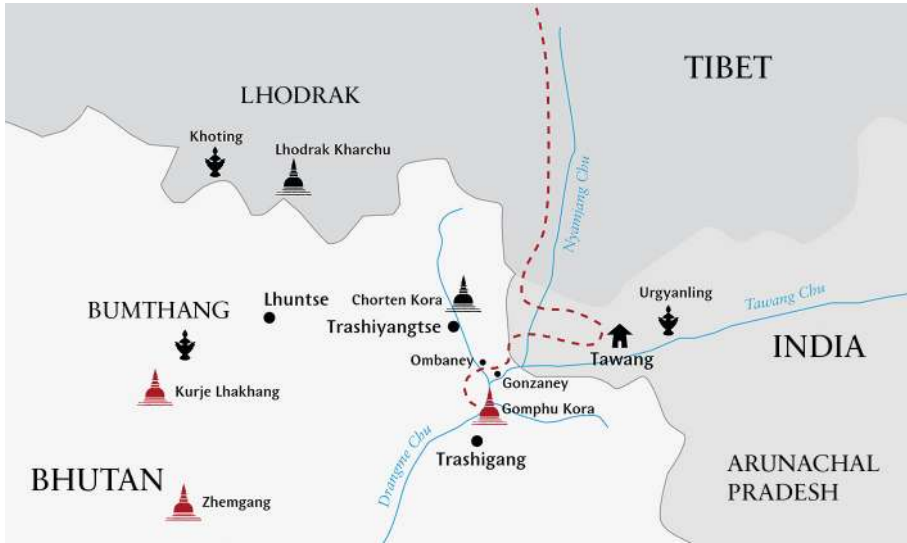 TIBET
LHODRAK
Khoting
Lhodrak Kharchu
Nyamjang Chu
BUMTHANG
Lhuntse
Chorten Kora
Trashiyangtse
Urgyanling
Tawang Chu
INDIA
Tawang
Ombaney
Gonzaney
Kurje Lhakhang
Gomphu Kora
Trashigang
Drangme Chu
BHUTAN
Zhemgang
ARUNACHAL
PRADESH